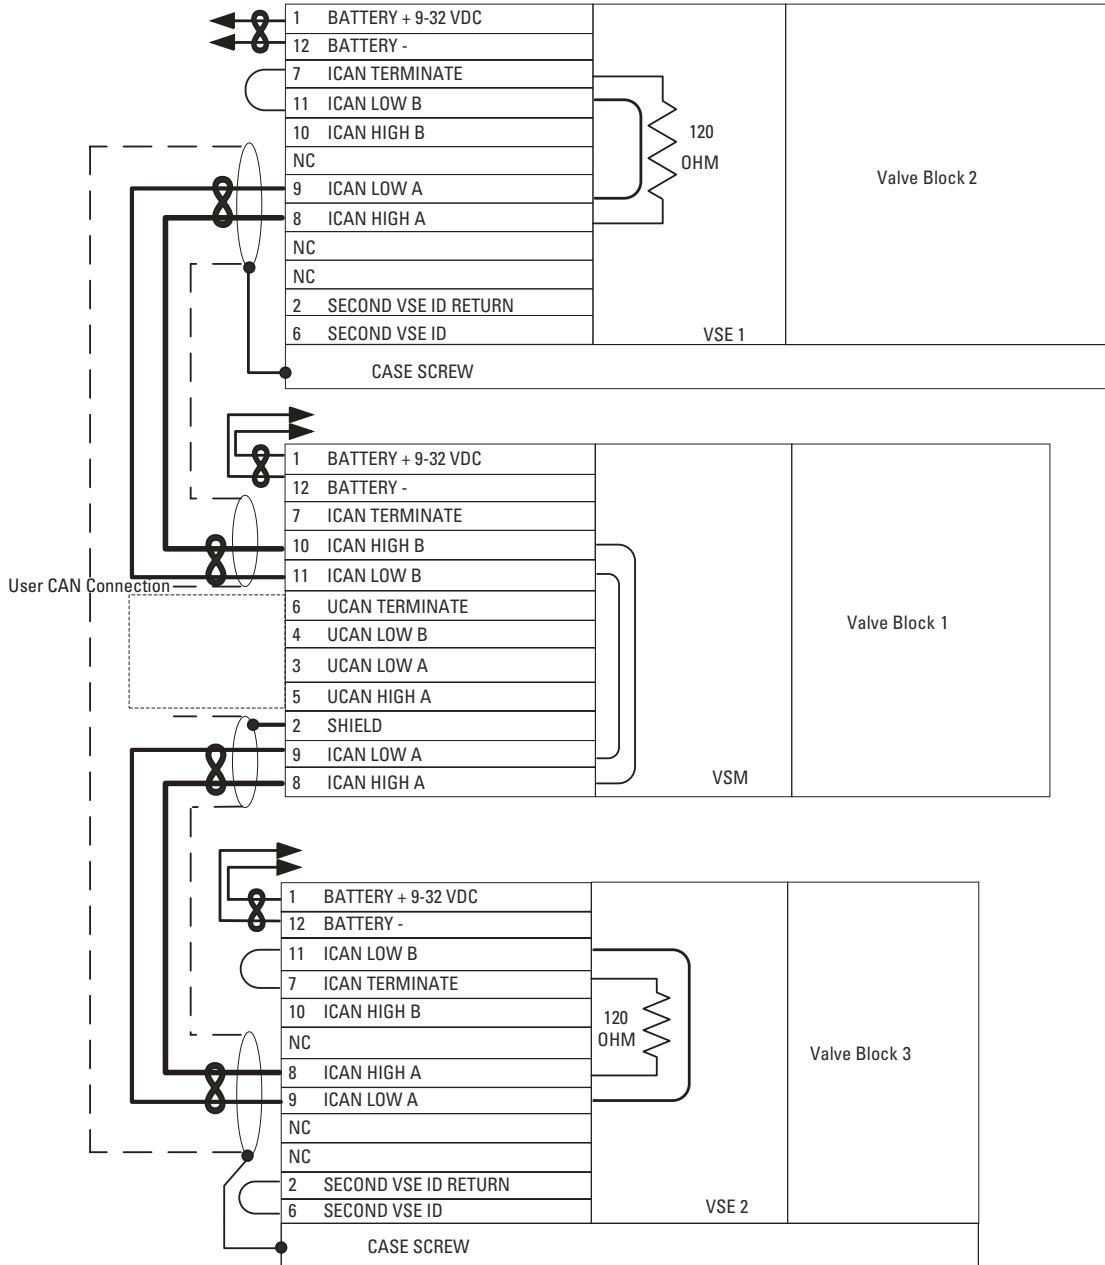 1 BATTERY + 9-32 VDC
12 BATTERY -
7 ICAN TERMINATE
11 ICAN LOW B
10 ICAN HIGH B
NC
9 ICAN LOW A
8 ICAN HIGH A
NC
NC
2 SECOND VSE ID RETURN
6 SECOND VSE ID
CASE SCREW
120
OHM
VSE 1
Valve Block 2
1 BATTERY + 9-32 VDC
12 BATTERY -
7 ICAN TERMINATE
10 ICAN HIGH B
11 ICAN LOW B
User CAN Connection
6 UCAN TERMINATE
4 UCAN LOW B
3 UCAN LOW A
5 UCAN HIGH A
2 SHIELD
9 ICAN LOW A
8 ICAN HIGH A
VSM
Valve Block 1
1 BATTERY + 9-32 VDC
12 BATTERY -
11 ICAN LOW B
7 ICAN TERMINATE
10 ICAN HIGH B
NC
8 ICAN HIGH A
9 ICAN LOW A
NC
NC
2 SECOND VSE ID RETURN
6 SECOND VSE ID
CASE SCREW
120
OHM
VSE 2
Valve Block 3